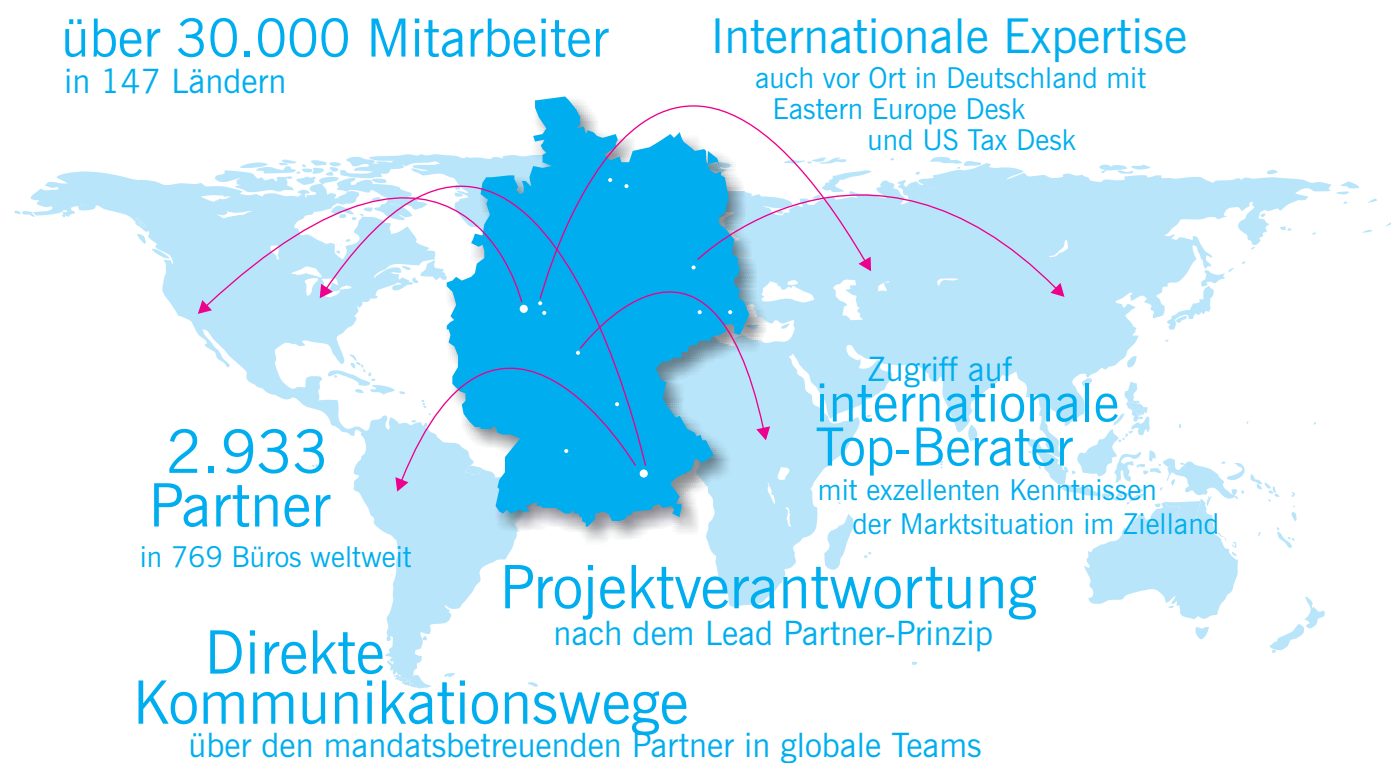 über 30.000 Mitarbeiter
in 147 Ländern
Internationale Expertise
auch vor Ort in Deutschland mit
Eastern Europe Desk
und US Tax Desk
Zugriff auf
internationale
Top-Berater
mit exzellenten Kenntnissen
der Marktsituation im Zielland
2.933
Partner
in 769 Büros weltweit
Projektverantwortung
nach dem Lead Partner-Prinzip
Direkte
Kommunikationswege
über den mandatsbetreuenden Partner in globale Teams